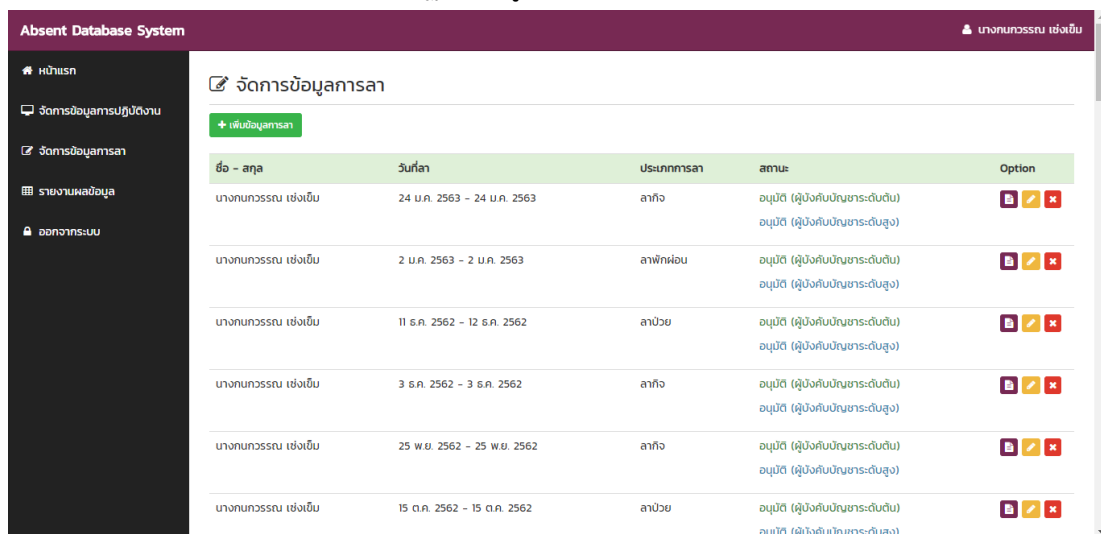 Absent Database System
นางกนกวรรณ เช่งเข็ม
หน้าแรก
จัดการข้อมูลการปฏิบัติงาน
จัดการข้อมูลการลา
รายงานผลข้อมูล
ออกจากระบบ
จัดการข้อมูลการลา
+ เพิ่มข้อมูลการลา
ชื่อ - สกุล วันที่ลา ประเภทการลา สถานะ Option
นางกนกวรรณ เช่งเข็ม 24 ม.ค. 2563 - 24 ม.ค. 2563 ลากิจ อนุมัติ (ผู้บังคับบัญชาระดับต้น)
อนุมัติ (ผู้บังคับบัญชาระดับสูง)
นางกนกวรรณ เช่งเข็ม 2 ม.ค. 2563 - 2 ม.ค. 2563 ลาพักผ่อน อนุมัติ (ผู้บังคับบัญชาระดับต้น)
อนุมัติ (ผู้บังคับบัญชาระดับสูง)
นางกนกวรรณ เช่งเข็ม 11 ธ.ค. 2562 - 12 ธ.ค. 2562 ลาป่วย อนุมัติ (ผู้บังคับบัญชาระดับต้น)
อนุมัติ (ผู้บังคับบัญชาระดับสูง)
นางกนกวรรณ เช่งเข็ม 3 ธ.ค. 2562 - 3 ธ.ค. 2562 ลากิจ อนุมัติ (ผู้บังคับบัญชาระดับต้น)
อนุมัติ (ผู้บังคับบัญชาระดับสูง)
นางกนกวรรณ เช่งเข็ม 25 พ.ย. 2562 - 25 พ.ย. 2562 ลากิจ อนุมัติ (ผู้บังคับบัญชาระดับต้น)
อนุมัติ (ผู้บังคับบัญชาระดับสูง)
นางกนกวรรณ เช่งเข็ม 15 ต.ค. 2562 - 15 ต.ค. 2562 ลาป่วย อนุมัติ (ผู้บังคับบัญชาระดับต้น)
อนุมัติ (ผู้บังคับบัญชาระดับสูง)